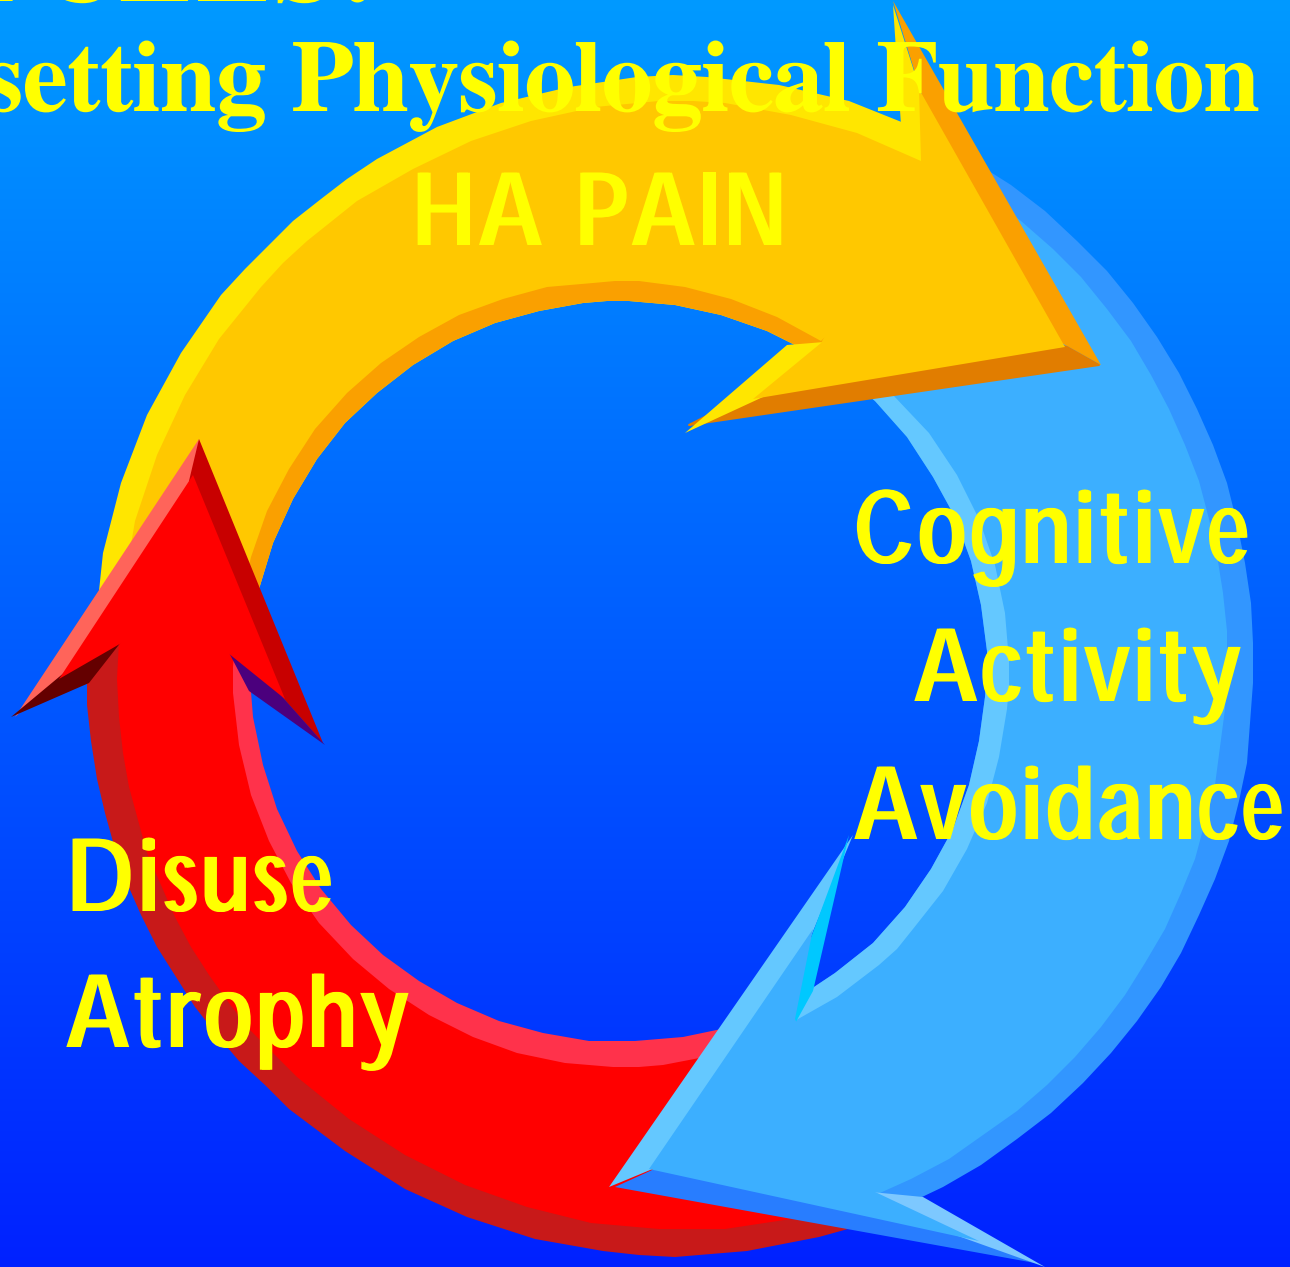 setting Physiological Function
HA PAIN
Cognitive
Activity
Avoidance
Disuse
Atrophy